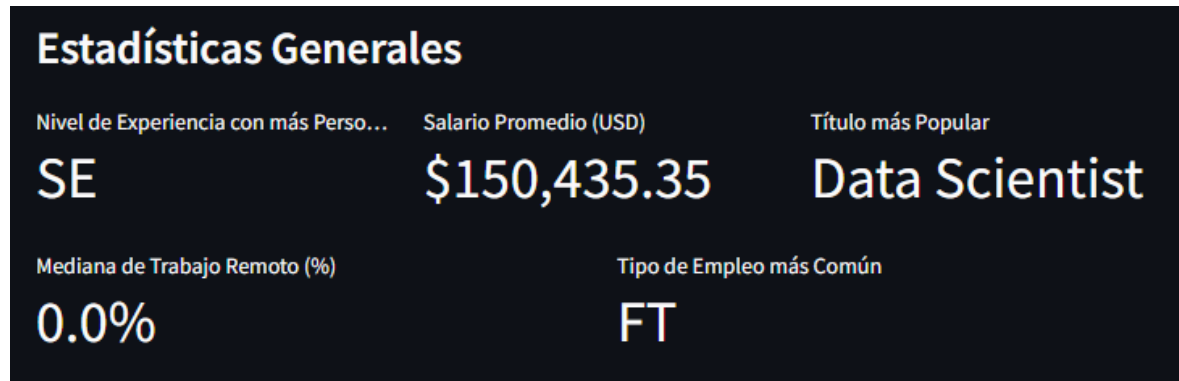 Estadísticas Generales
Nivel de Experiencia con más Perso...
Salario Promedio (USD)
Título más Popular
SE
$150,435.35
Data Scientist
Mediana de Trabajo Remoto (%)
Tipo de Empleo más Común
0.0%
FT